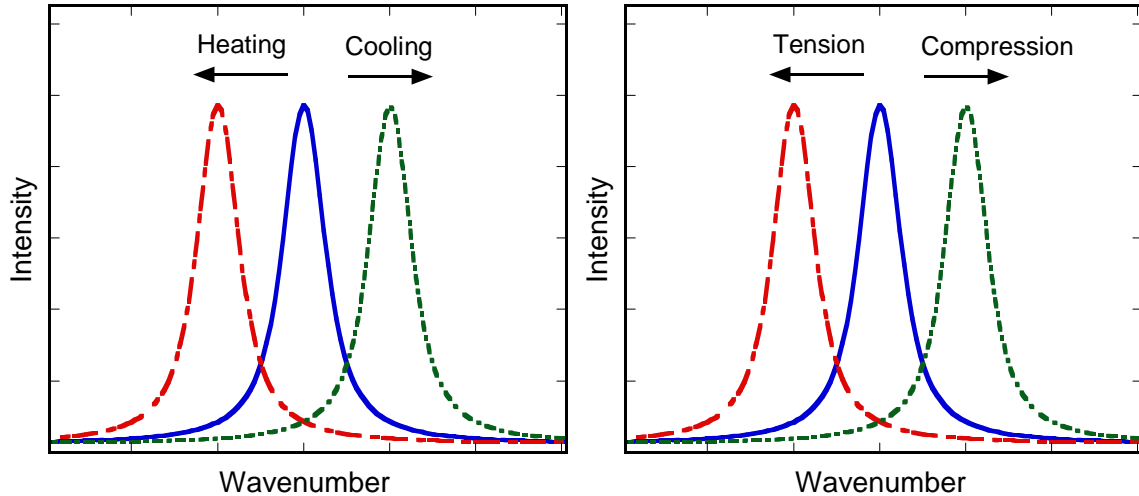 Heating Cooling
Intensity
Wavenumber
Tension Compression
Intensity
Wavenumber